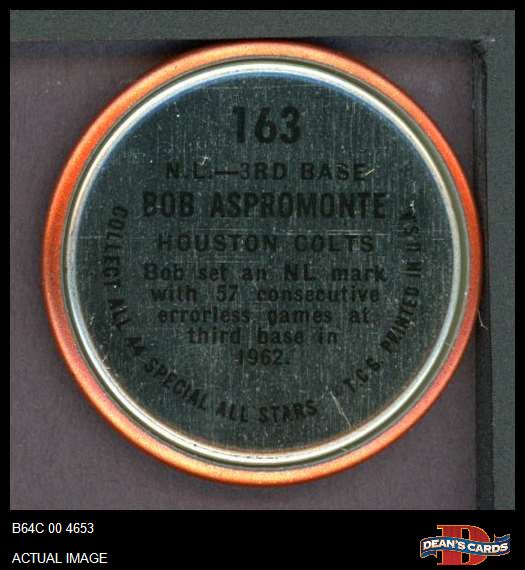 163
N.L.—3RD BASE
BOB ASPROMONTE
HOUSTON COLTS
Bob set an NL mark
with 57 consecutive
errorless games at
third base in
1962.
COLLECT ALL 44 SPECIAL ALL STARS
T.C.G. PRINTED IN U.S.A.
B64C 00 4653
ACTUAL IMAGE
D
DEAN'S CARDS